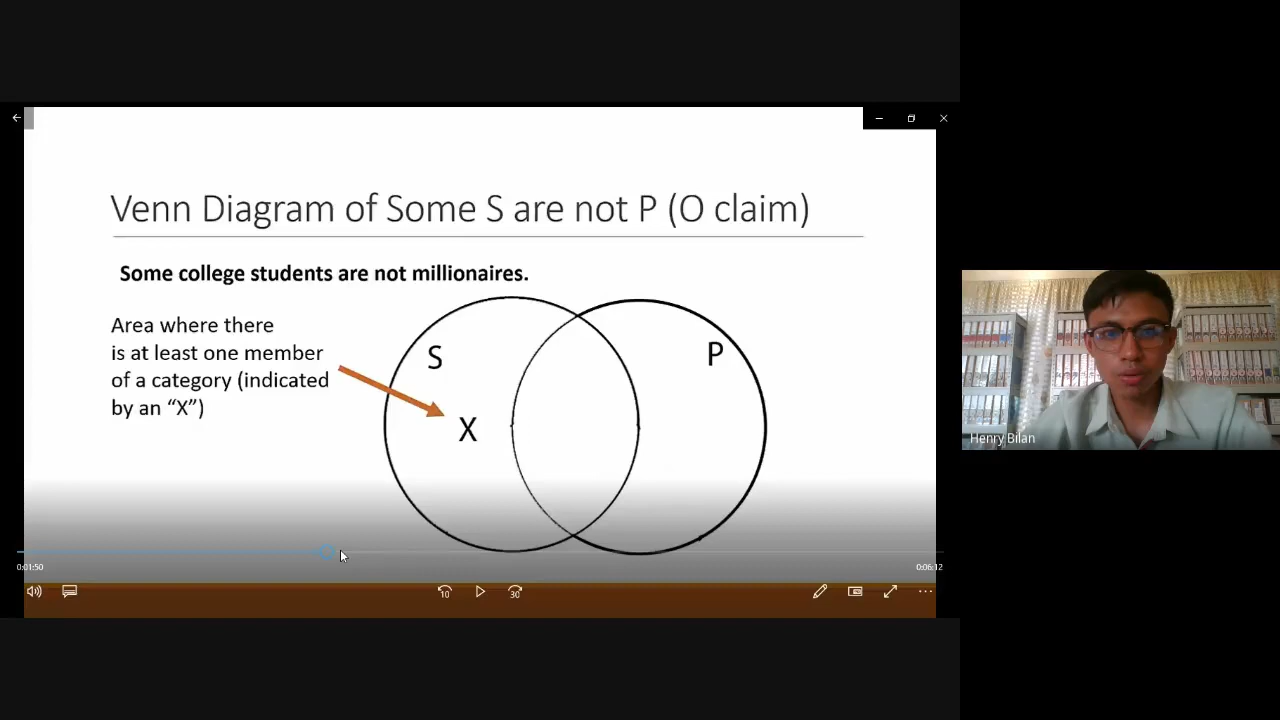 Venn Diagram of Some S are not P (O claim)
Some college students are not millionaires.
Area where there
is at least one member
of a category (indicated
by an “X”)
S
P
X
Henry Bilan
0:01:50
0:06:12
10
30